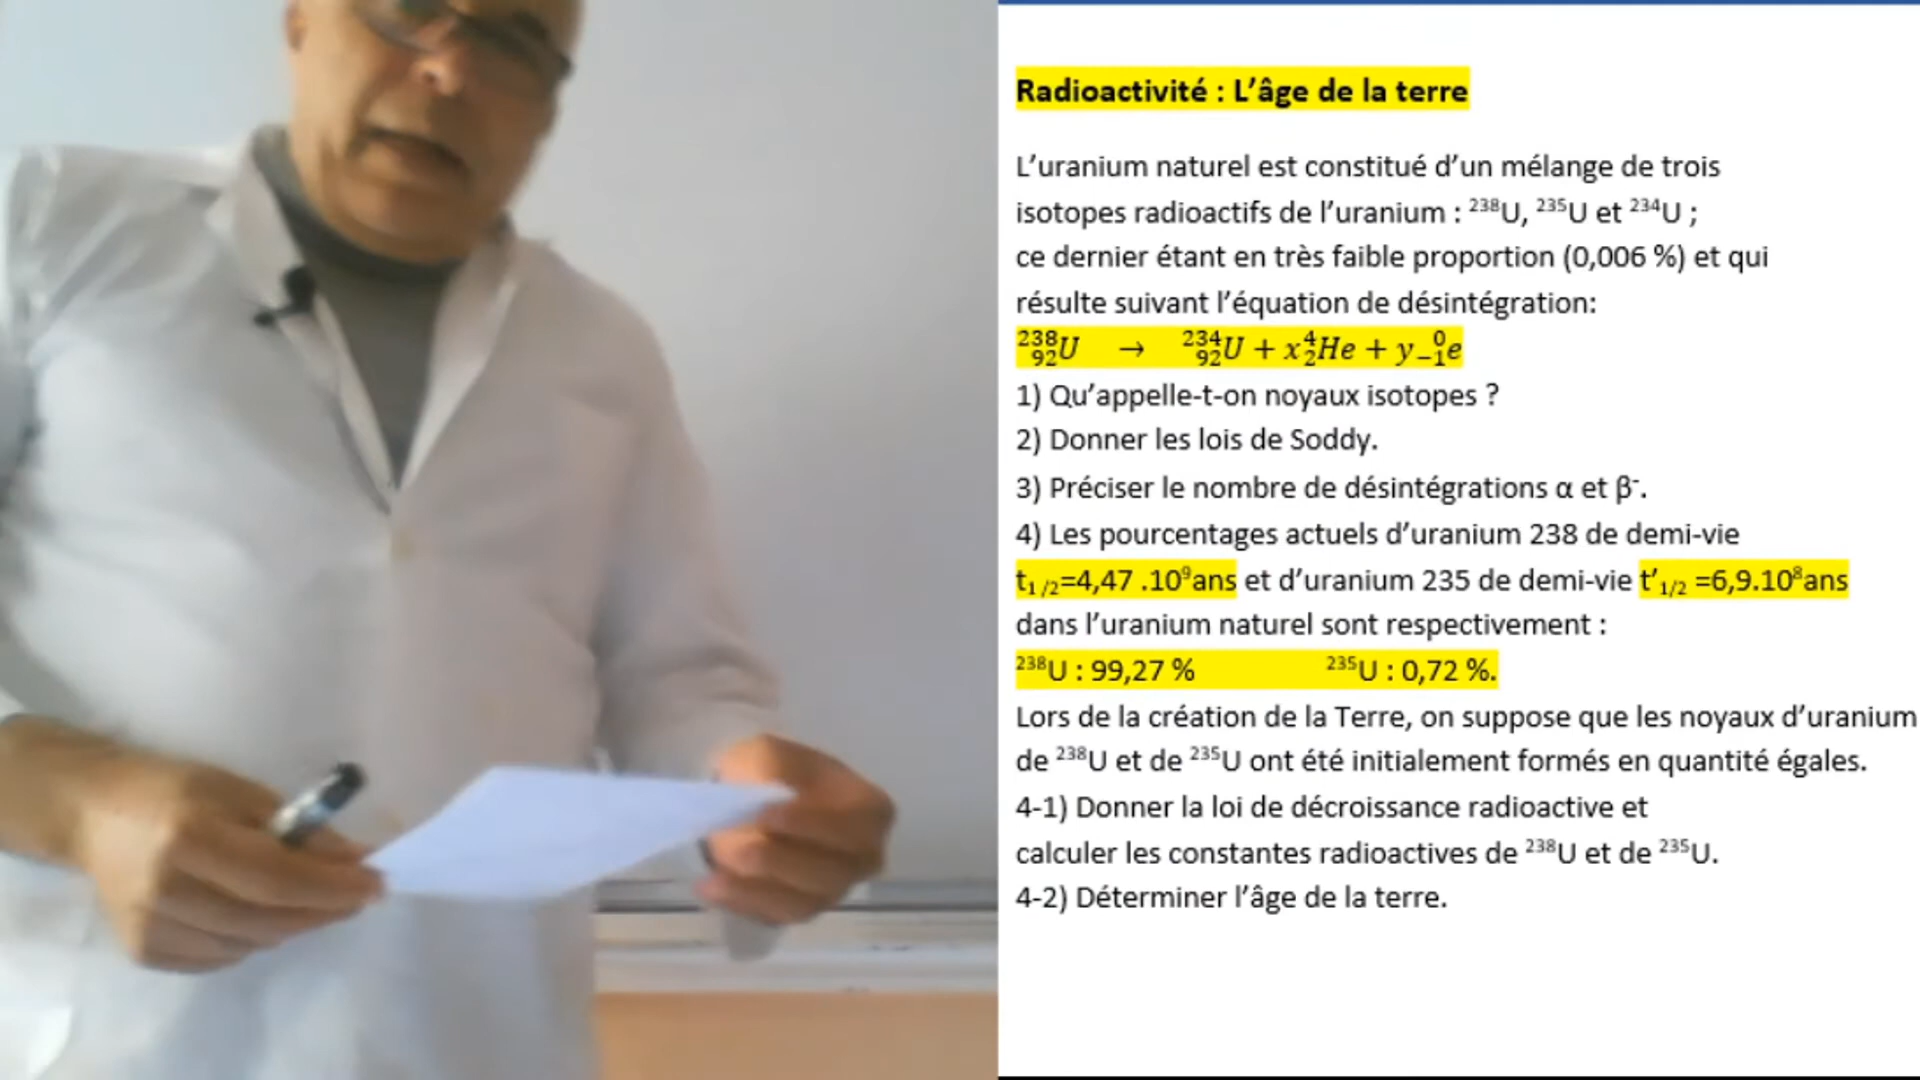 Radioactivité : L’âge de la terre
L’uranium naturel est constitué d’un mélange de trois
isotopes radioactifs de l’uranium : ²³⁸U, ²³⁵U et ²³⁴U ;
ce dernier étant en très faible proportion (0,006 %) et qui
résulte suivant l’équation de désintégration:
²³⁸₉₂U → ²³⁴₉₂U + x⁴₂He + y⁰₋₁e
1) Qu’appelle-t-on noyaux isotopes ?
2) Donner les lois de Soddy.
3) Préciser le nombre de désintégrations α et β⁻.
4) Les pourcentages actuels d’uranium 238 de demi-vie
t₁/₂=4,47 .10⁹ans et d’uranium 235 de demi-vie t’₁/₂ =6,9.10⁸ans
dans l’uranium naturel sont respectivement :
²³⁸U : 99,27 % ²³⁵U : 0,72 %.
Lors de la création de la Terre, on suppose que les noyaux d’uranium
de ²³⁸U et de ²³⁵U ont été initialement formés en quantité égales.
4-1) Donner la loi de décroissance radioactive et
calculer les constantes radioactives de ²³⁸U et de ²³⁵U.
4-2) Déterminer l’âge de la terre.